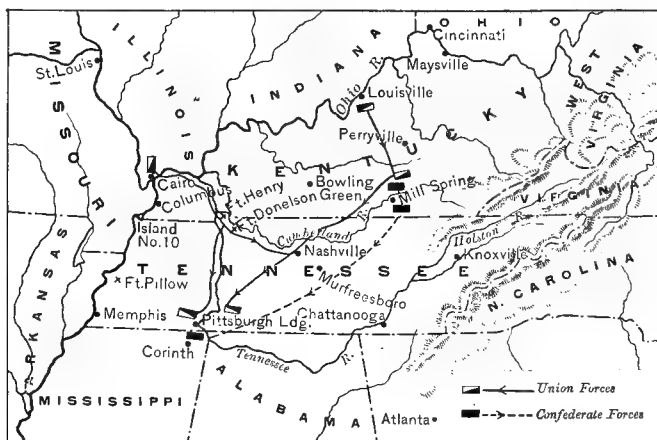 OHIO
Cincinnati
ILLINOIS
INDIANA
MISSOURI
St. Louis
Maysville
WEST VIRGINIA
Ohio R.
Louisville
KENTUCKY
Perryville
Cairo
Columbus
Ft. Henry
Ft. Donelson
Bowling Green
Mill Spring
VIRGINIA
Island No. 10
Cumberland R.
Holston R.
Nashville
Knoxville
TENNESSEE
Ft. Pillow
Murfreesboro
N. CAROLINA
ARKANSAS
Memphis
Pittsburgh Ldg.
Chattanooga
Corinth
Tennessee R.
ALABAMA
MISSISSIPPI
Atlanta
Union Forces
Confederate Forces